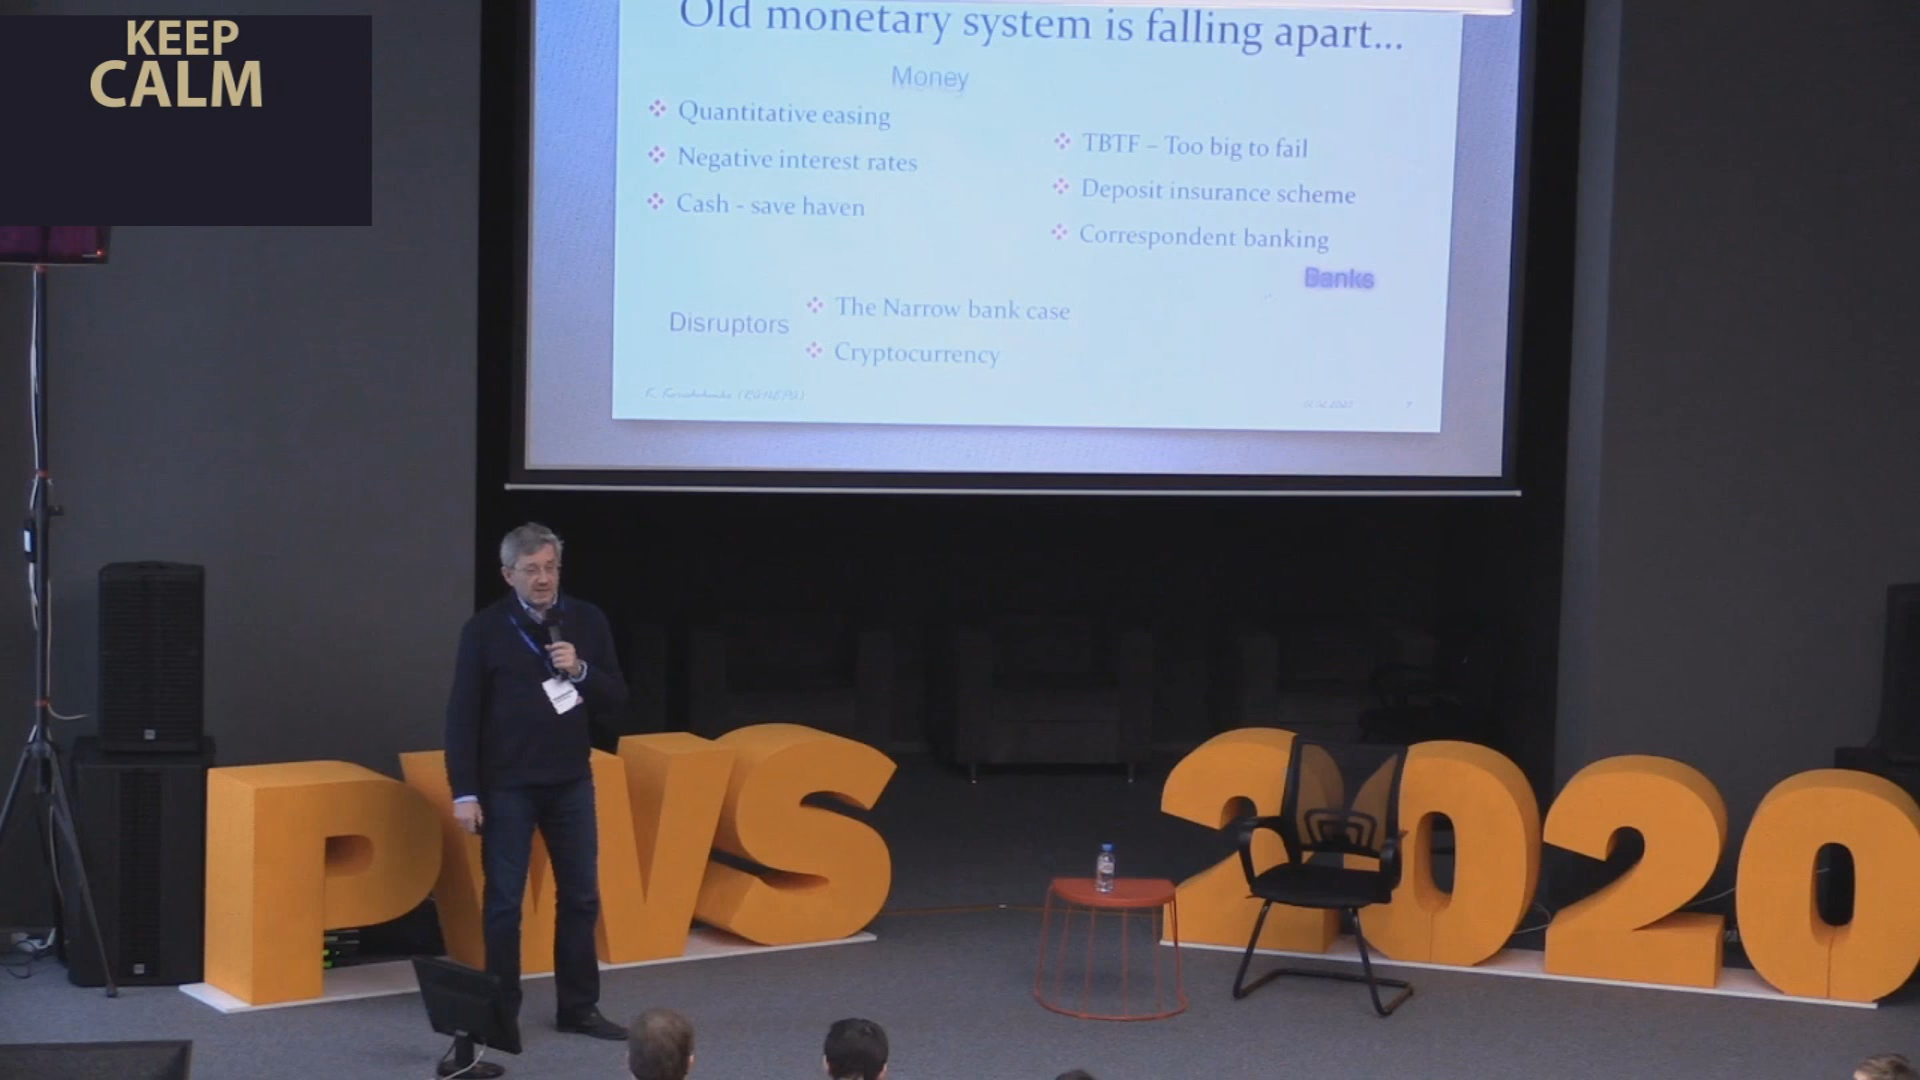 KEEP
CALM
Old monetary system is falling apart...
Money
Quantitative easing
Negative interest rates
Cash - save haven
TBTF – Too big to fail
Deposit insurance scheme
Correspondent banking
Banks
Disruptors
The Narrow bank case
Cryptocurrency
PWS 2020